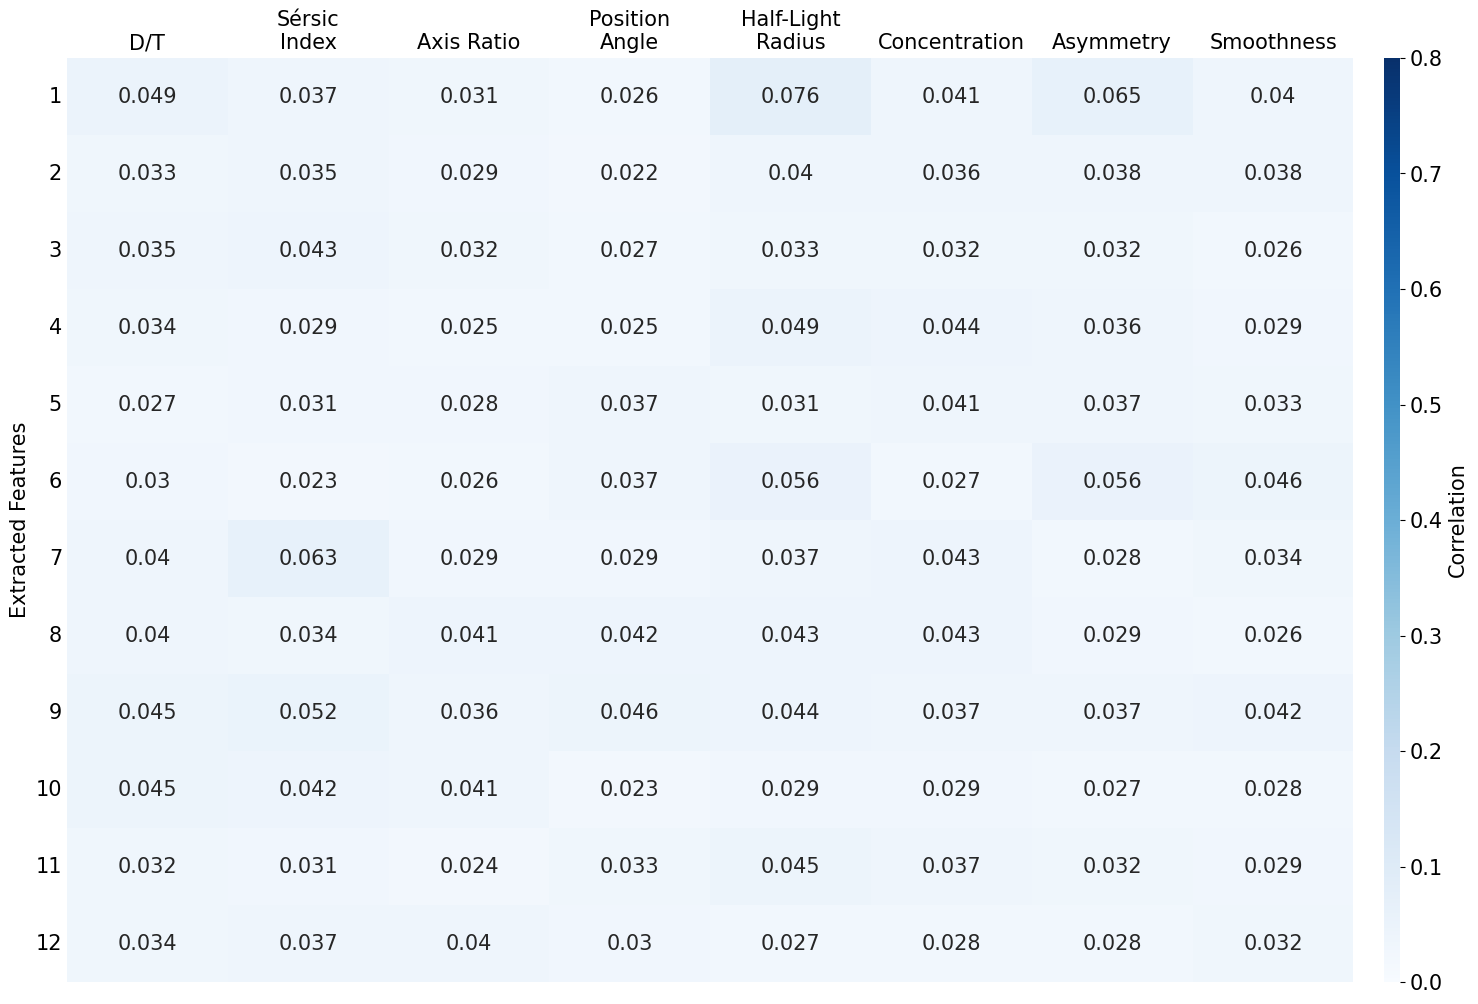 Sérsic Position Half-Light
D/T Index Axis Ratio Angle Radius Concentration Asymmetry Smoothness
1 0.049 0.037 0.031 0.026 0.076 0.041 0.065 0.04
2 0.033 0.035 0.029 0.022 0.04 0.036 0.038 0.038
3 0.035 0.043 0.032 0.027 0.033 0.032 0.032 0.026
4 0.034 0.029 0.025 0.025 0.049 0.044 0.036 0.029
5 0.027 0.031 0.028 0.037 0.031 0.041 0.037 0.033
6 0.03 0.023 0.026 0.037 0.056 0.027 0.056 0.046
7 0.04 0.063 0.029 0.029 0.037 0.043 0.028 0.034
8 0.04 0.034 0.041 0.042 0.043 0.043 0.029 0.026
9 0.045 0.052 0.036 0.046 0.044 0.037 0.037 0.042
10 0.045 0.042 0.041 0.023 0.029 0.029 0.027 0.028
11 0.032 0.031 0.024 0.033 0.045 0.037 0.032 0.029
12 0.034 0.037 0.04 0.03 0.027 0.028 0.028 0.032
Extracted Features
0.8
0.7
0.6
0.5
0.4
0.3
0.2
0.1
0.0
Correlation